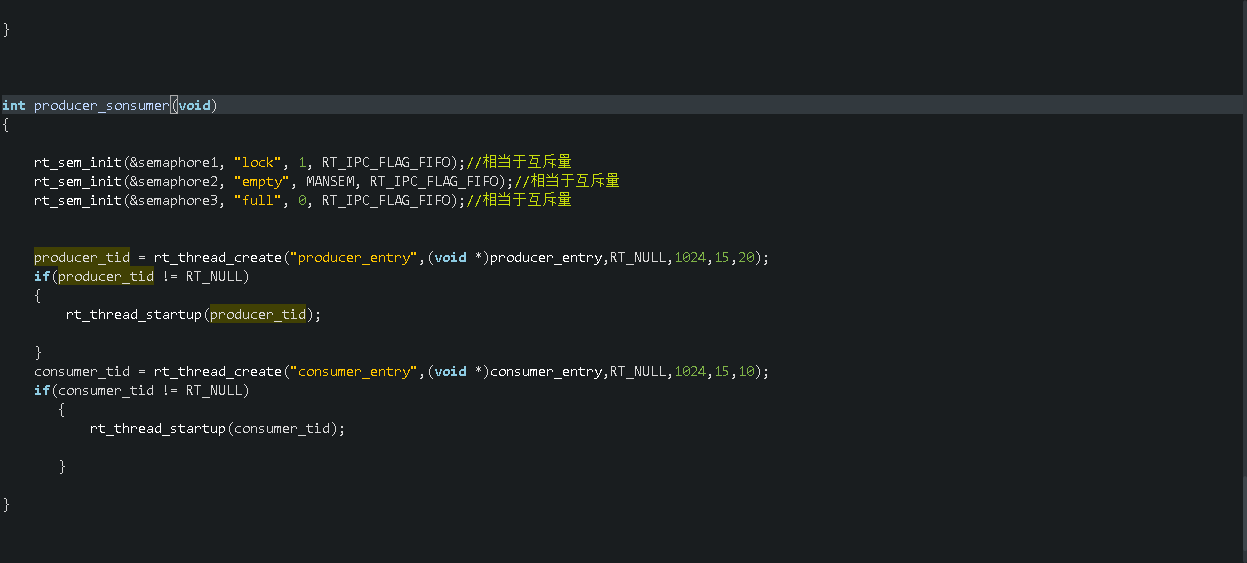 }
int producer_sonsumer(void)
{
rt_sem_init(&semaphore1, "lock", 1, RT_IPC_FLAG_FIFO);//相当于互斥量
rt_sem_init(&semaphore2, "empty", MANSEM, RT_IPC_FLAG_FIFO);//相当于互斥量
rt_sem_init(&semaphore3, "full", 0, RT_IPC_FLAG_FIFO);//相当于互斥量
producer_tid = rt_thread_create("producer_entry",(void *)producer_entry,RT_NULL,1024,15,20);
if(producer_tid != RT_NULL)
{
rt_thread_startup(producer_tid);
}
consumer_tid = rt_thread_create("consumer_entry",(void *)consumer_entry,RT_NULL,1024,15,10);
if(consumer_tid != RT_NULL)
{
rt_thread_startup(consumer_tid);
}
}